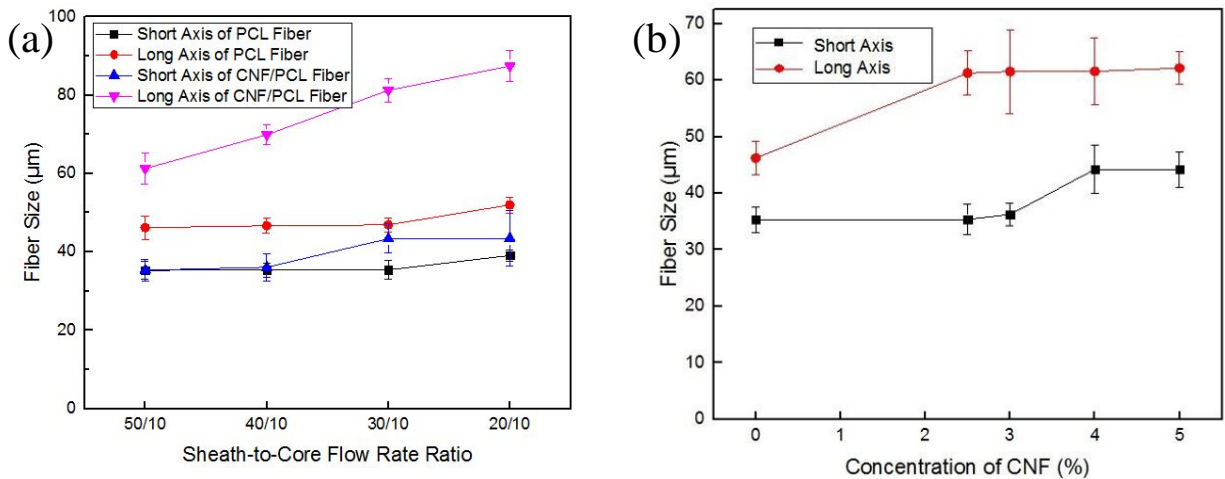 (a)
100
80
60
40
20
0
Fiber Size (μm)
Short Axis of PCL Fiber
Long Axis of PCL Fiber
Short Axis of CNF/PCL Fiber
Long Axis of CNF/PCL Fiber
50/10 40/10 30/10 20/10
Sheath-to-Core Flow Rate Ratio
(b)
70
60
50
40
30
20
10
0
Fiber Size (μm)
Short Axis
Long Axis
0 1 2 3 4 5
Concentration of CNF (%)